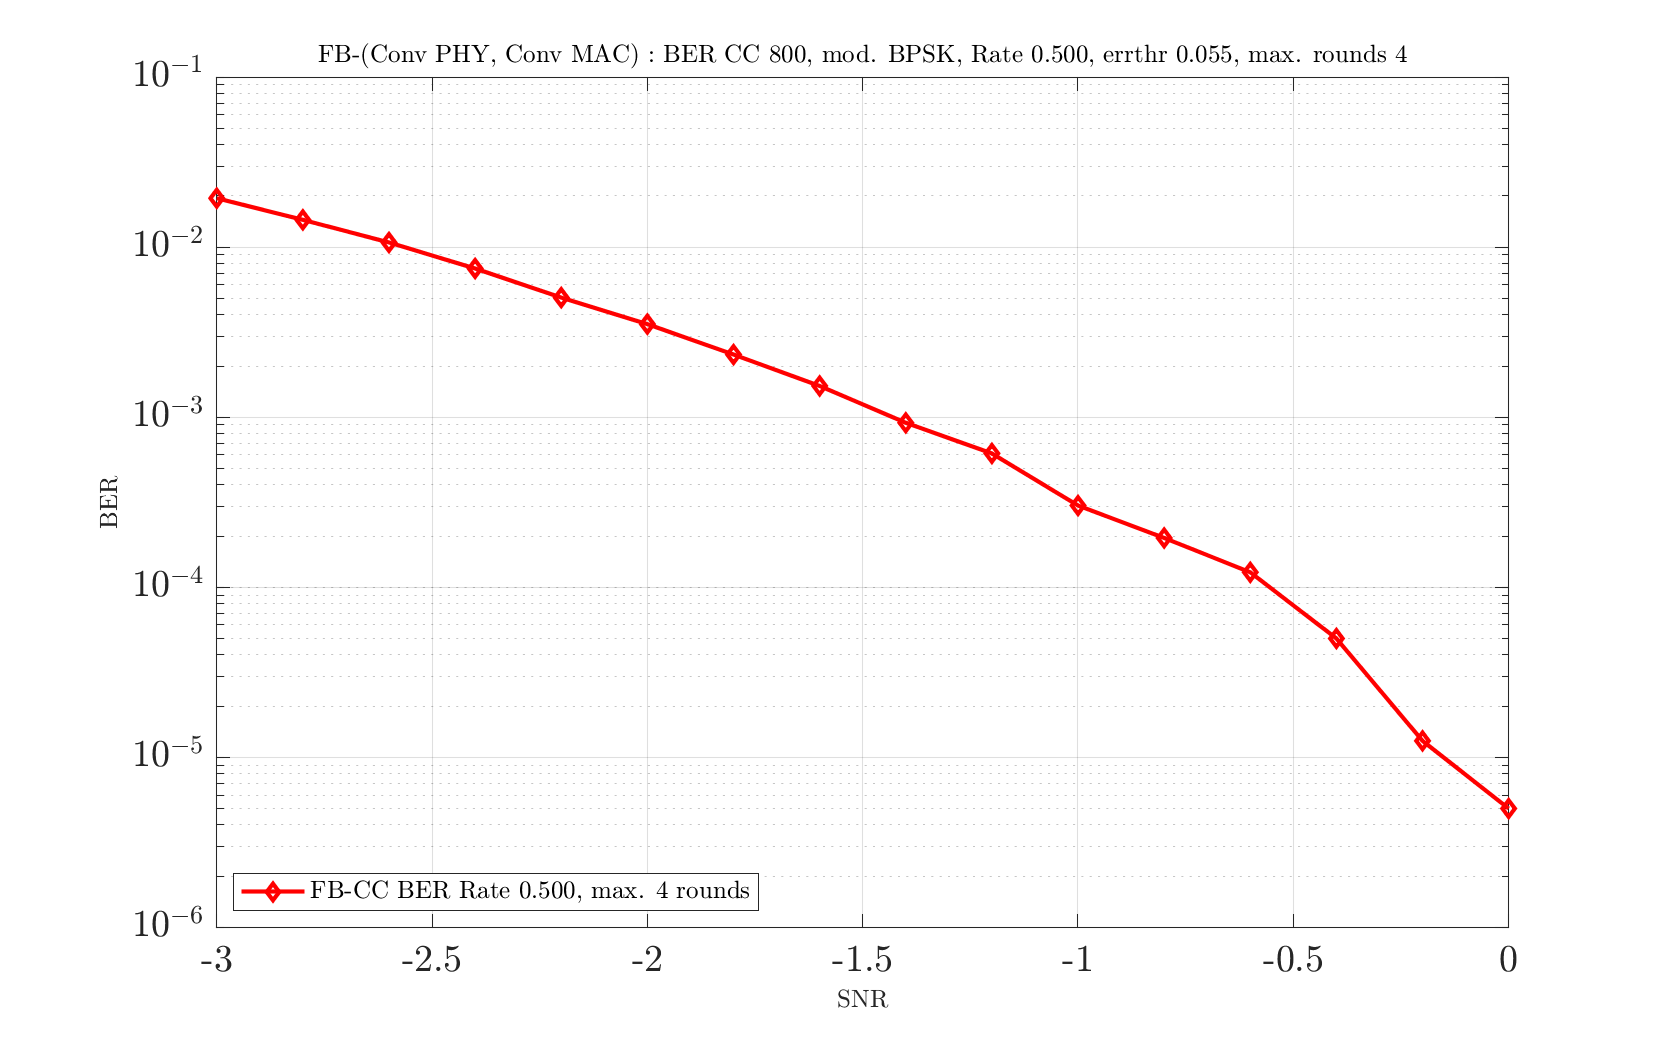 FB-(Conv PHY, Conv MAC) : BER CC 800, mod. BPSK, Rate 0.500, errthr 0.055, max. rounds 4
10⁻¹
10⁻²
10⁻³
10⁻⁴
10⁻⁵
10⁻⁶
BER
FB-CC BER Rate 0.500, max. 4 rounds
-3 -2.5 -2 -1.5 -1 -0.5 0
SNR